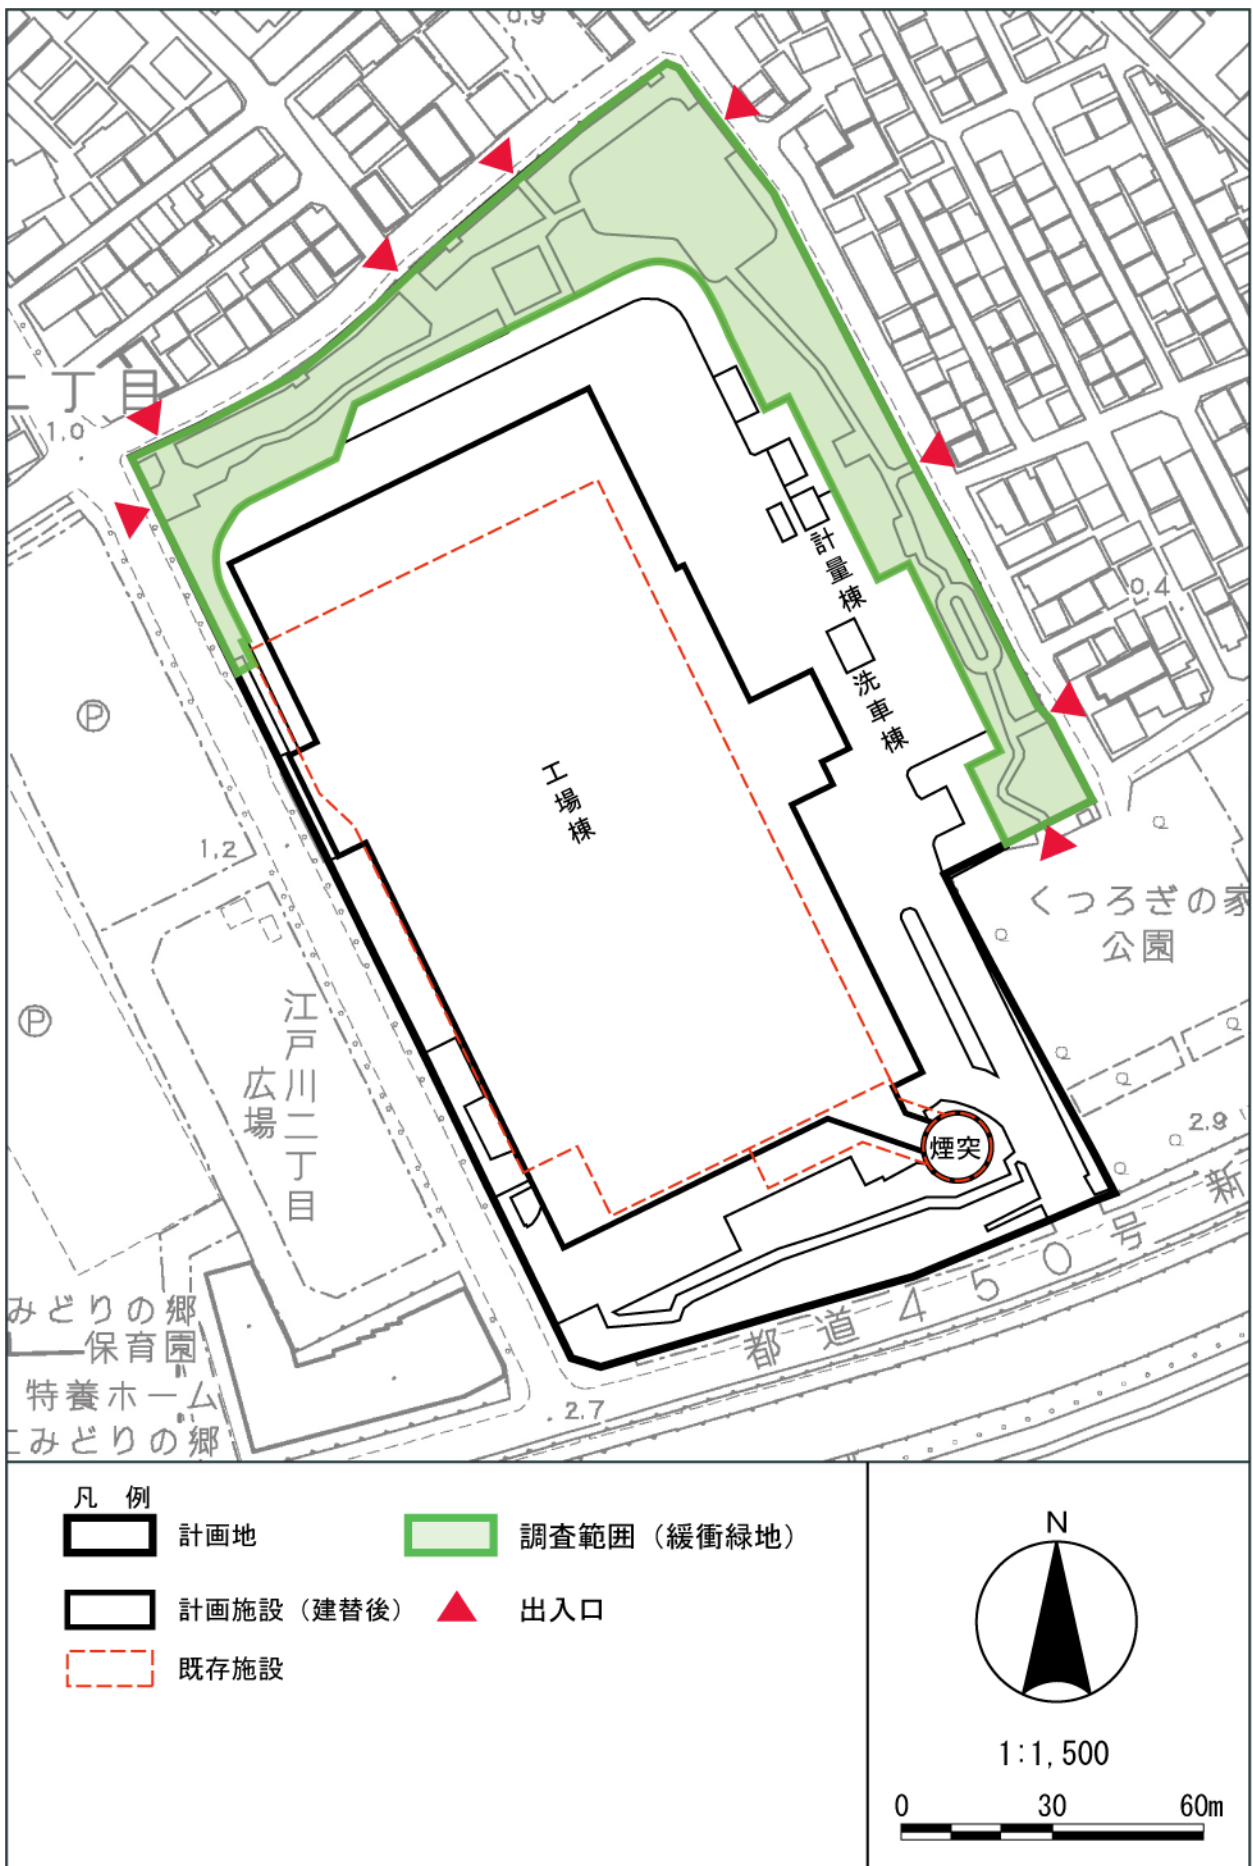 0.9
二丁目
1.0
計量棟
0.4
洗車棟
P
工場棟
1.2
くつろぎの家
公園
P
江戸川二丁目
広場
煙突
2.9
都道450号 新
みどりの郷
保育園
特養ホーム
こみどりの郷
2.7
凡 例
計画地
調査範囲（緩衝緑地）
計画施設（建替後）
出入口
既存施設
N
1:1,500
0 30 60m